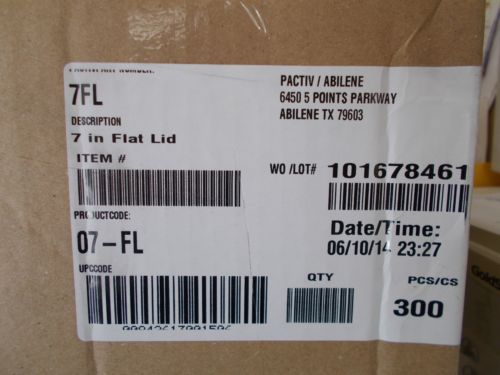 7FL
DESCRIPTION
7 in Flat Lid
ITEM #
PRODUCTCODE:
07-FL
UPCCODE
PACTIV / ABILENE
6450 5 POINTS PARKWAY
ABILENE TX 79603
WO /LOT# 101678461
Date/Time:
06/10/14 23:27
QTY PCS/CS
300